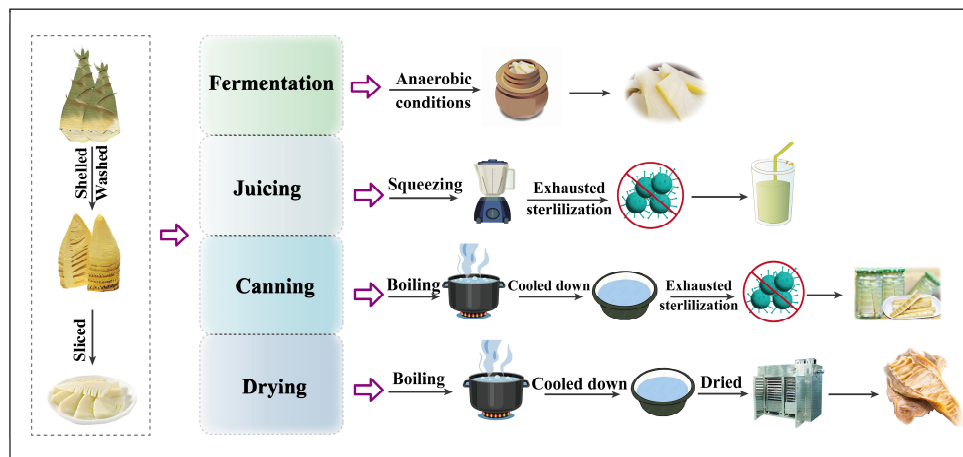 Shelled
Washed
Sliced
Fermentation
Anaerobic
conditions
Juicing
Squeezing
Exhausted
sterlilization
Canning
Boiling
Cooled down
Exhausted
sterlilization
Drying
Boiling
Cooled down
Dried